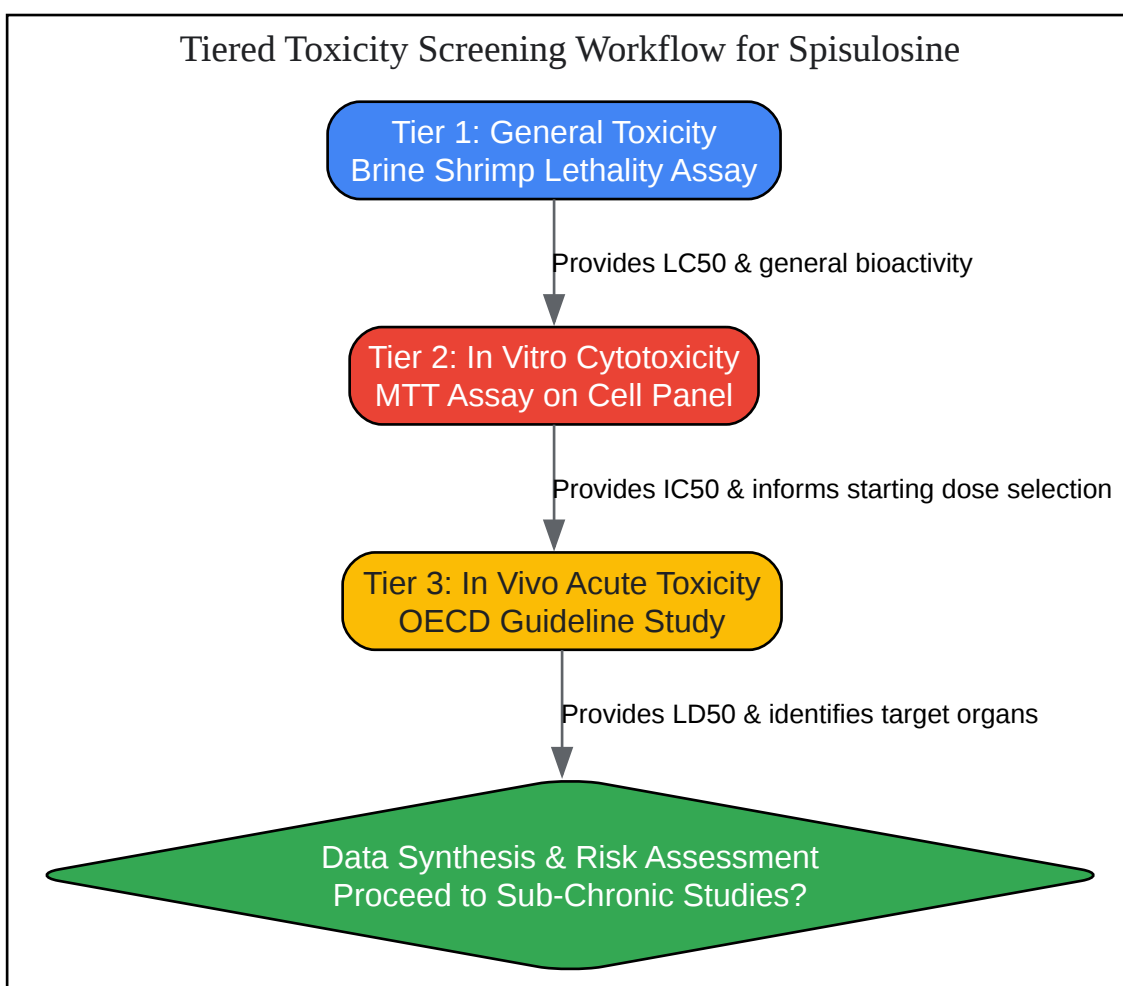 Tiered Toxicity Screening Workflow for Spisulosine
Tier 1: General Toxicity
Brine Shrimp Lethality Assay
Provides LC50 & general bioactivity
Tier 2: In Vitro Cytotoxicity
MTT Assay on Cell Panel
Provides IC50 & informs starting dose selection
Tier 3: In Vivo Acute Toxicity
OECD Guideline Study
Provides LD50 & identifies target organs
Data Synthesis & Risk Assessment
Proceed to Sub-Chronic Studies?